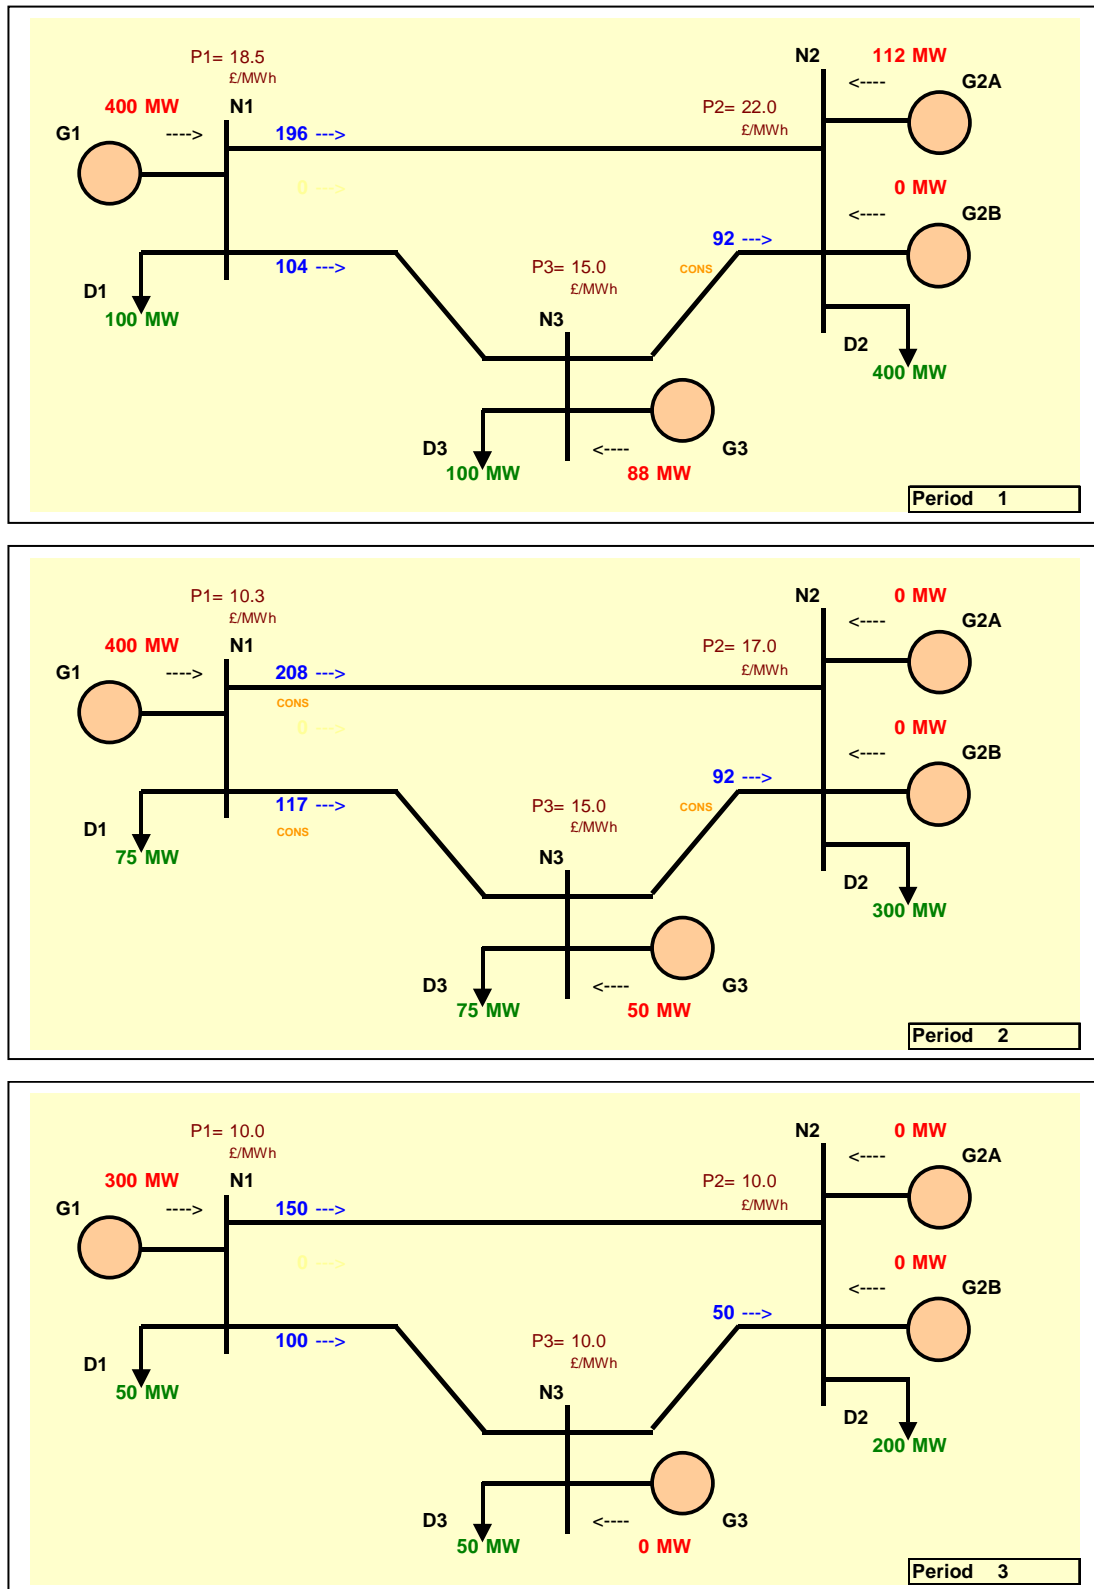 P1= 18.5
£/MWh
N2
112 MW
G2A
<----
400 MW
N1
---->
G1
196 --->
P2= 22.0
£/MWh
0 --->
0 MW
G2B
<----
92 --->
CONS
104 --->
P3= 15.0
£/MWh
D1
100 MW
N3
D2
400 MW
D3
100 MW
<----
88 MW
G3
Period 1
P1= 10.3
£/MWh
N2
0 MW
G2A
<----
400 MW
N1
---->
G1
208 --->
CONS
P2= 17.0
£/MWh
0 --->
0 MW
G2B
<----
92 --->
CONS
117 --->
CONS
P3= 15.0
£/MWh
D1
75 MW
N3
D2
300 MW
D3
75 MW
<----
50 MW
G3
Period 2
P1= 10.0
£/MWh
N2
0 MW
G2A
<----
300 MW
N1
---->
G1
150 --->
P2= 10.0
£/MWh
0 --->
0 MW
G2B
<----
50 --->
100 --->
P3= 10.0
£/MWh
D1
50 MW
N3
D2
200 MW
D3
50 MW
<----
0 MW
G3
Period 3